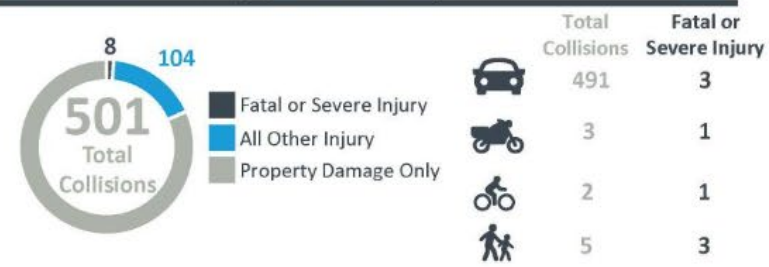 8
104
501
Total
Collisions
Fatal or Severe Injury
All Other Injury
Property Damage Only
Total Collisions
Fatal or Severe Injury
491 3
3 1
2 1
5 3